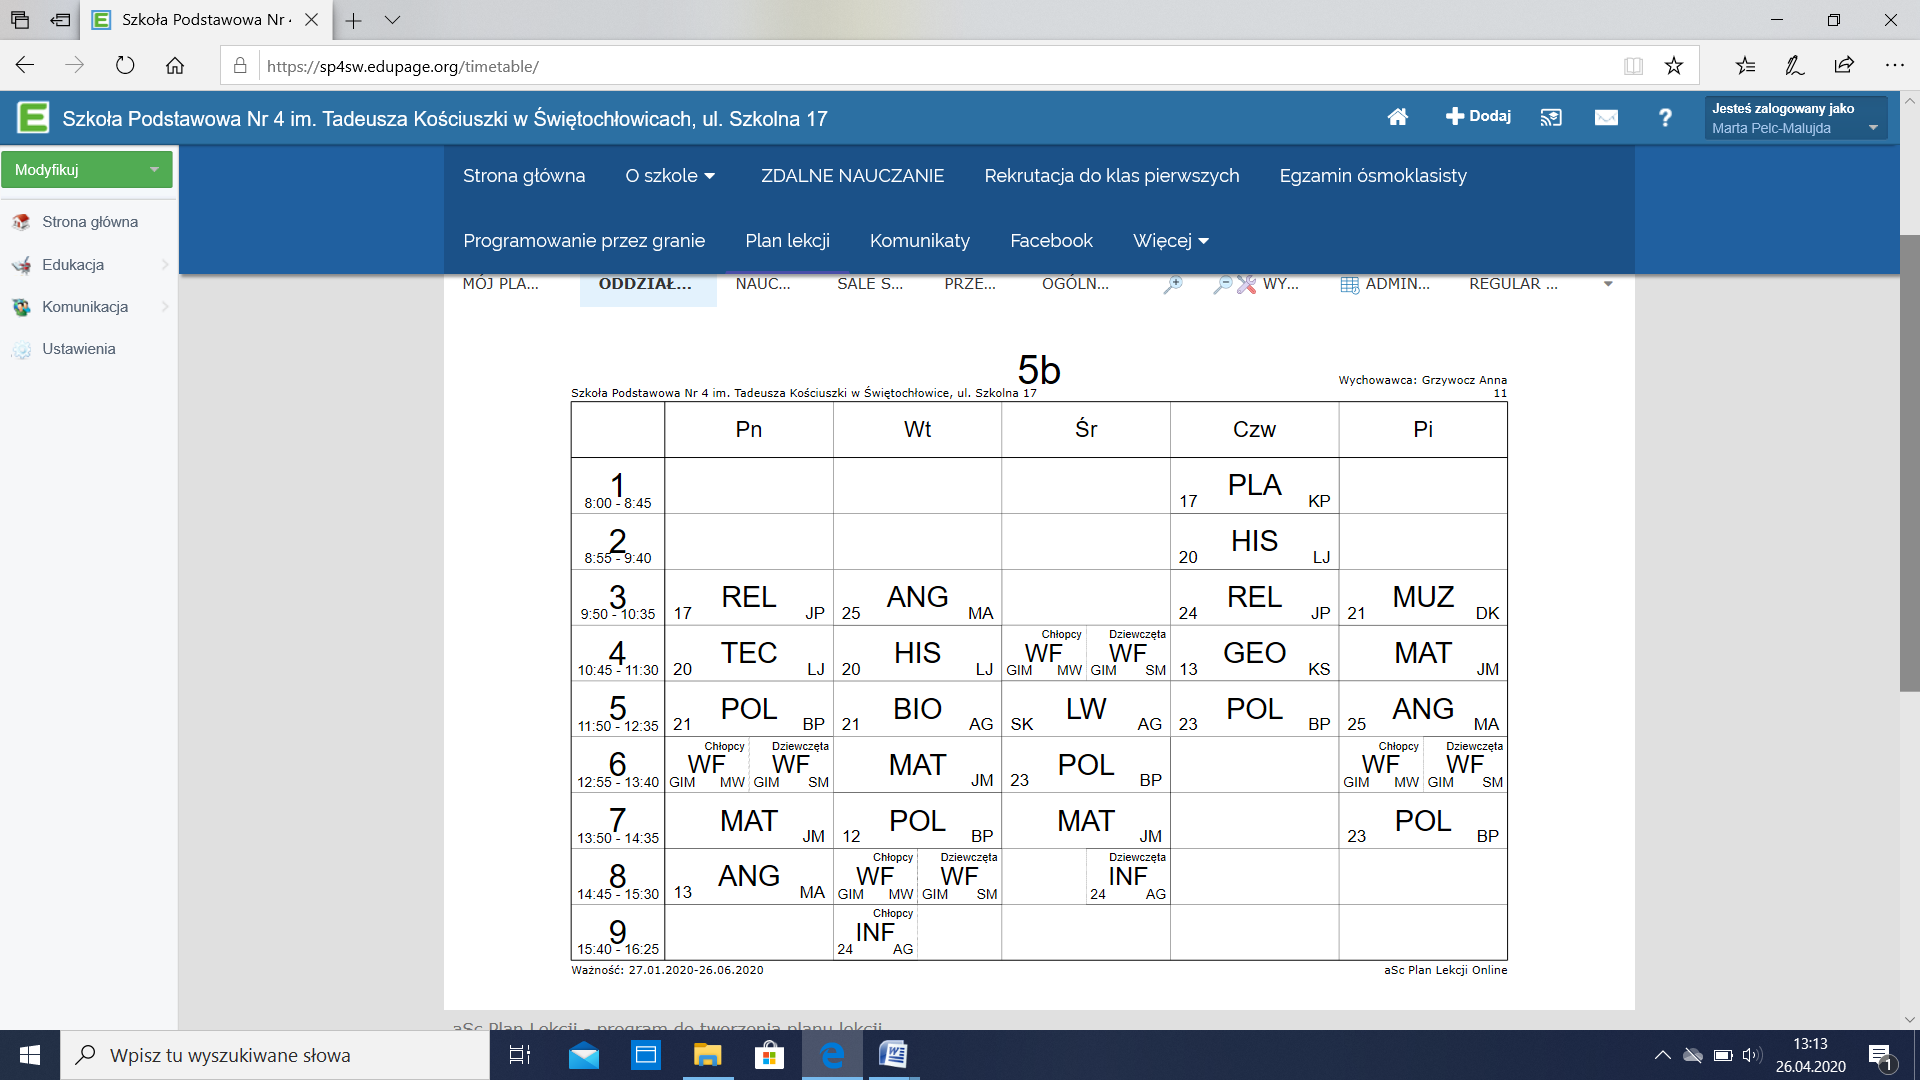 Szkoła Podstawowa Nr
https://sp4sw.edupage.org/timetable/
Szkoła Podstawowa Nr 4 im. Tadeusza Kościuszki w Świętochłowicach, ul. Szkolna 17
Dodaj
?
Jesteś zalogowany jako
Marta Pelc-Malujda
Modyfikuj
Strona główna
Edukacja
Komunikacja
Ustawienia
Strona główna O szkole ZDALNE NAUCZANIE Rekrutacja do klas pierwszych Egzamin ósmoklasisty
Programowanie przez granie Plan lekcji Komunikaty Facebook Więcej
MÓJ PLA... ODDZIAŁ... NAUC... SALE S... PRZE... OGÓLN... WY... ADMIN... REGULAR ...
5b
Szkoła Podstawowa Nr 4 im. Tadeusza Kościuszki w Świętochłowice, ul. Szkolna 17
Wychowawca: Grzywocz Anna
11
Pn Wt Śr Czw Pi
1 PLA
8:00 - 8:45 17 KP
2 HIS
8:55 - 9:40 20 LJ
3 REL ANG REL MUZ
9:50 - 10:35 17 JP 25 MA 24 JP 21 DK
Chłopcy Dziewczęta
4 TEC HIS WF WF GEO MAT
10:45 - 11:30 20 LJ 20 LJ GIM MW GIM SM 13 KS JM
5 POL BIO LW POL ANG
11:50 - 12:35 21 BP 21 AG SK AG 23 BP 25 MA
Chłopcy Dziewczęta Chłopcy Dziewczęta
6 WF WF MAT POL WF WF
12:55 - 13:40 GIM MW GIM SM JM 23 BP GIM MW GIM SM
7 MAT POL MAT POL
13:50 - 14:35 JM 12 BP JM 23 BP
Chłopcy Dziewczęta Dziewczęta
8 ANG WF WF INF
14:45 - 15:30 13 MA GIM MW GIM SM 24 AG
Chłopcy
9 INF
15:40 - 16:25 24 AG
Ważność: 27.01.2020-26.06.2020
aSc Plan Lekcji Online
aSc Plan Lekcji - program do tworzenia planu lekcji
Wpisz tu wyszukiwane słowa
13:13
26.04.2020
1